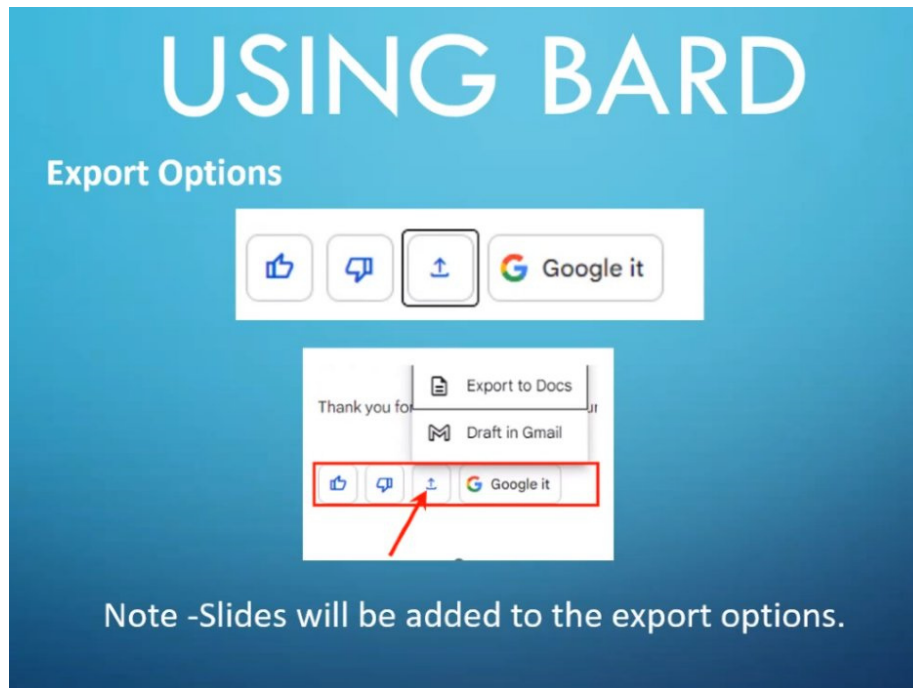 USING BARD
Export Options
Google it
Export to Docs
Thank you for
Draft in Gmail
Google it
Note -Slides will be added to the export options.